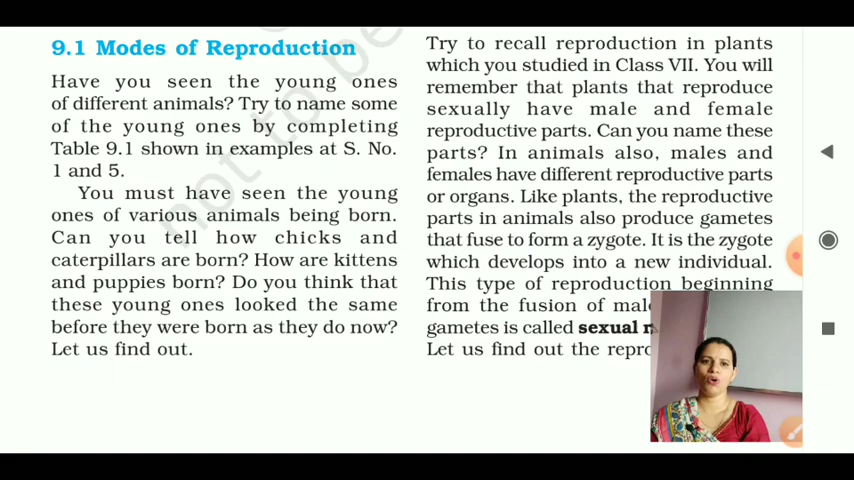 9.1 Modes of Reproduction
Have you seen the young ones
of different animals? Try to name some
of the young ones by completing
Table 9.1 shown in examples at S. No.
1 and 5.
You must have seen the young
ones of various animals being born.
Can you tell how chicks and
caterpillars are born? How are kittens
and puppies born? Do you think that
these young ones looked the same
before they were born as they do now?
Let us find out.
Try to recall reproduction in plants
which you studied in Class VII. You will
remember that plants that reproduce
sexually have male and female
reproductive parts. Can you name these
parts? In animals also, males and
females have different reproductive parts
or organs. Like plants, the reproductive
parts in animals also produce gametes
that fuse to form a zygote. It is the zygote
which develops into a new individual.
This type of reproduction beginning
from the fusion of
gametes is called sexual
Let us find out the
not to be